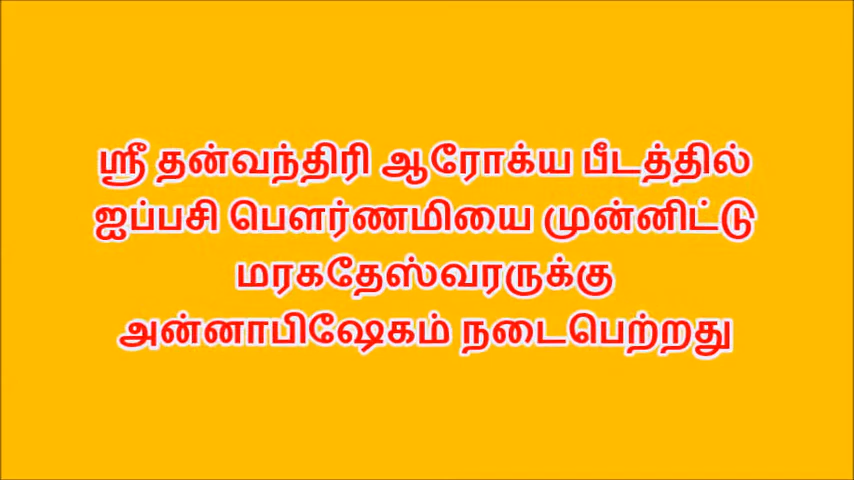 ஸ்ரீ தன்வந்திரி ஆரோக்ய பீடத்தில்
ஐப்பசி பௌர்ணமியை முன்னிட்டு
மரகதேஸ்வரருக்கு
அன்னாபிஷேகம் நடைபெற்றது